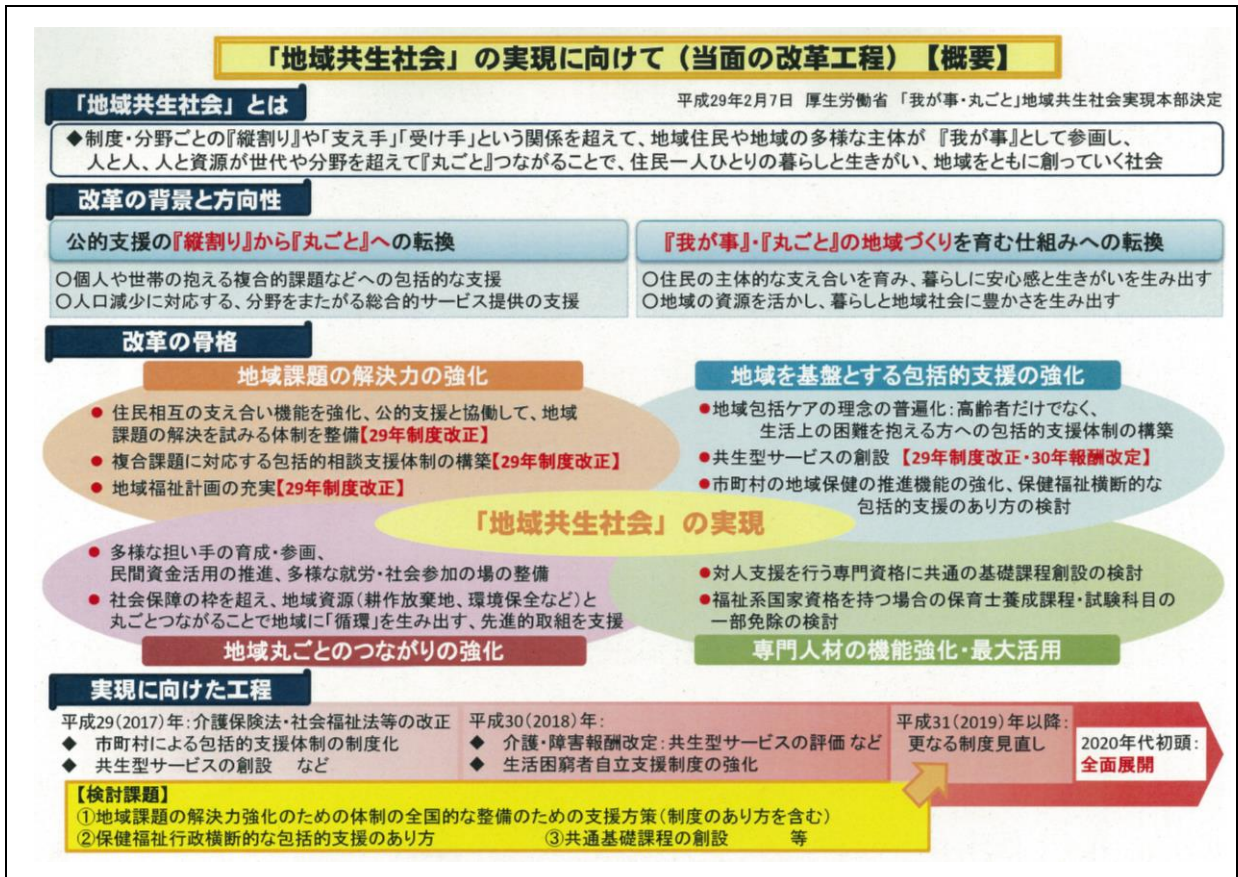 「地域共生社会」の実現に向けて(当面の改革工程)【概要】
「地域共生社会」とは
平成29年2月7日 厚生労働省 「我が事・丸ごと」地域共生社会実現本部決定
◆制度・分野ごとの『縦割り』や「支え手」「受け手」という関係を超えて、地域住民や地域の多様な主体が 『我が事』として参画し、
人と人、人と資源が世代や分野を超えて『丸ごと』つながることで、住民一人ひとりの暮らしと生きがい、地域をともに創っていく社会
改革の背景と方向性
公的支援の『縦割り』から『丸ごと』への転換
○個人や世帯の抱える複合的課題などへの包括的な支援
○人口減少に対応する、分野をまたがる総合的サービス提供の支援
『我が事』・『丸ごと』の地域づくりを育む仕組みへの転換
○住民の主体的な支え合いを育み、暮らしに安心感と生きがいを生み出す
○地域の資源を活かし、暮らしと地域社会に豊かさを生み出す
改革の骨格
地域課題の解決力の強化
● 住民相互の支え合い機能を強化、公的支援と協働して、地域
課題の解決を試みる体制を整備【29年制度改正】
● 複合課題に対応する包括的相談支援体制の構築【29年制度改正】
● 地域福祉計画の充実【29年制度改正】
地域を基盤とする包括的支援の強化
●地域包括ケアの理念の普遍化:高齢者だけでなく、
生活上の困難を抱える方への包括的支援体制の構築
●共生型サービスの創設 【29年制度改正・30年報酬改定】
●市町村の地域保健の推進機能の強化、保健福祉横断的な
包括的支援のあり方の検討
「地域共生社会」の実現
● 多様な担い手の育成・参画、
民間資金活用の推進、多様な就労・社会参加の場の整備
● 社会保障の枠を超え、地域資源(耕作放棄地、環境保全など)と
丸ごとつながることで地域に「循環」を生み出す、先進的取組を支援
地域丸ごとのつながりの強化
●対人支援を行う専門資格に共通の基礎課程創設の検討
●福祉系国家資格を持つ場合の保育士養成課程・試験科目の
一部免除の検討
専門人材の機能強化・最大活用
実現に向けた工程
平成29(2017)年:介護保険法・社会福祉法等の改正
◆ 市町村による包括的支援体制の制度化
◆ 共生型サービスの創設 など
平成30(2018)年:
◆ 介護・障害報酬改定:共生型サービスの評価 など
◆ 生活困窮者自立支援制度の強化
平成31(2019)年以降:
更なる制度見直し
2020年代初頭:
全面展開
【検討課題】
①地域課題の解決力強化のための体制の全国的な整備のための支援方策(制度のあり方を含む)
②保健福祉行政横断的な包括的支援のあり方 ③共通基礎課程の創設 等